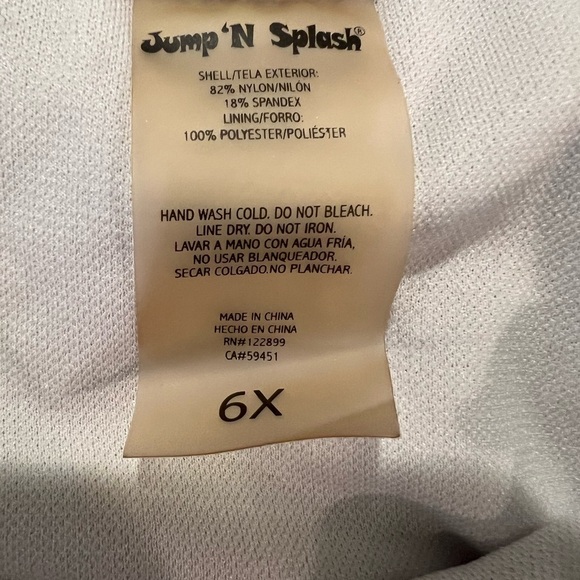 Jump 'N Splash®
SHELL/TELA EXTERIOR:
82% NYLON/NILÓN
18% SPANDEX
LINING/FORRO:
100% POLYESTER/POLIÉSTER
HAND WASH COLD. DO NOT BLEACH.
LINE DRY. DO NOT IRON.
LAVAR A MANO CON AGUA FRÍA,
NO USAR BLANQUEADOR.
SECAR COLGADO.NO PLANCHAR.
MADE IN CHINA
HECHO EN CHINA
RN#122899
CA#59451
6X